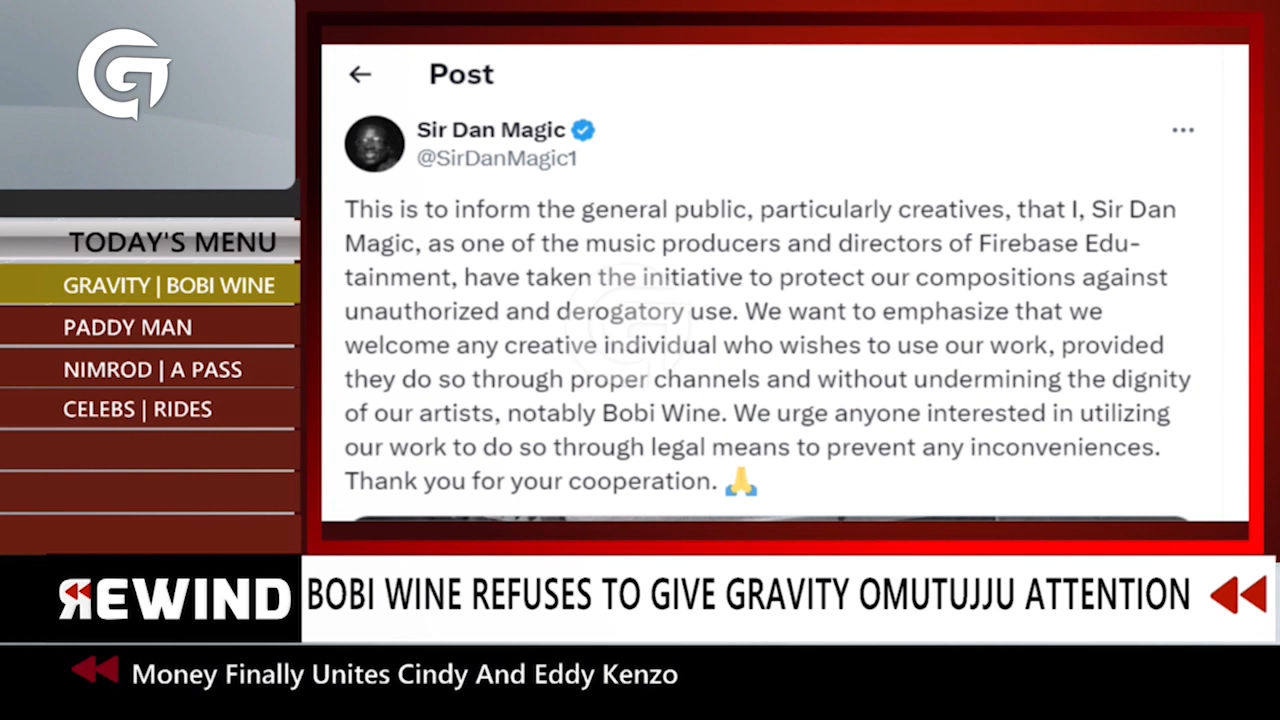 G
TODAY'S MENU
GRAVITY | BOBI WINE
PADDY MAN
NIMROD | A PASS
CELEBS | RIDES
Post
Sir Dan Magic
@SirDanMagic1
This is to inform the general public, particularly creatives, that I, Sir Dan
Magic, as one of the music producers and directors of Firebase Edu-
tainment, have taken the initiative to protect our compositions against
unauthorized and derogatory use. We want to emphasize that we
welcome any creative individual who wishes to use our work, provided
they do so through proper channels and without undermining the dignity
of our artists, notably Bobi Wine. We urge anyone interested in utilizing
our work to do so through legal means to prevent any inconveniences.
Thank you for your cooperation. 🙏
REWIND
BOBI WINE REFUSES TO GIVE GRAVITY OMUTUJJU ATTENTION
Money Finally Unites Cindy And Eddy Kenzo